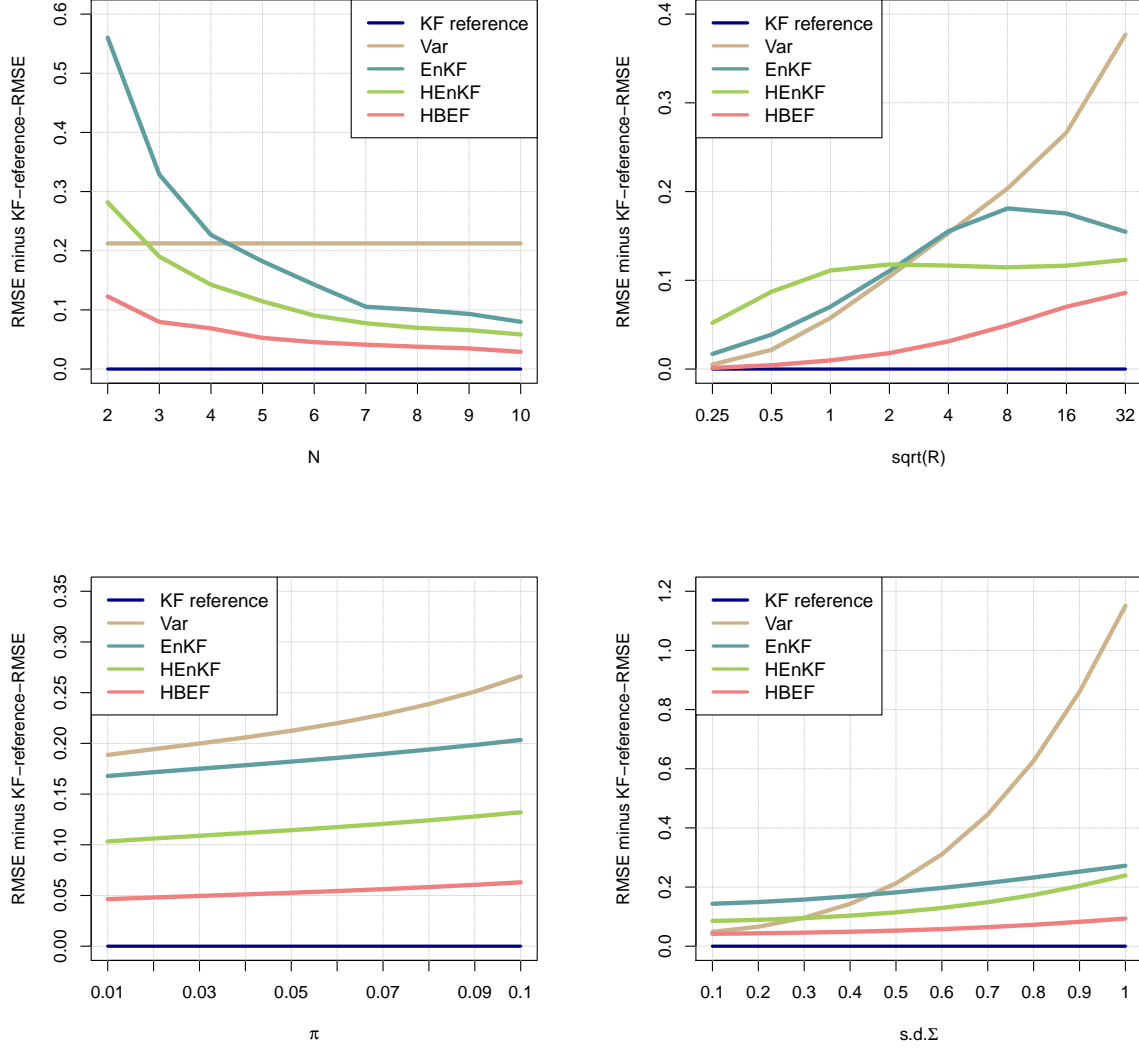 0.0 0.1 0.2 0.3 0.4 0.5 0.6
RMSE minus KF−reference−RMSE
KF reference
Var
EnKF
HEnKF
HBEF
2 3 4 5 6 7 8 9 10
N
0.0 0.1 0.2 0.3 0.4
RMSE minus KF−reference−RMSE
KF reference
Var
EnKF
HEnKF
HBEF
0.25 0.5 1 2 4 8 16 32
sqrt(R)
0.00 0.05 0.10 0.15 0.20 0.25 0.30 0.35
RMSE minus KF−reference−RMSE
KF reference
Var
EnKF
HEnKF
HBEF
0.01 0.03 0.05 0.07 0.09 0.1
π
0.0 0.2 0.4 0.6 0.8 1.0 1.2
RMSE minus KF−reference−RMSE
KF reference
Var
EnKF
HEnKF
HBEF
0.1 0.2 0.3 0.4 0.5 0.6 0.7 0.8 0.9 1
s.d.Σ